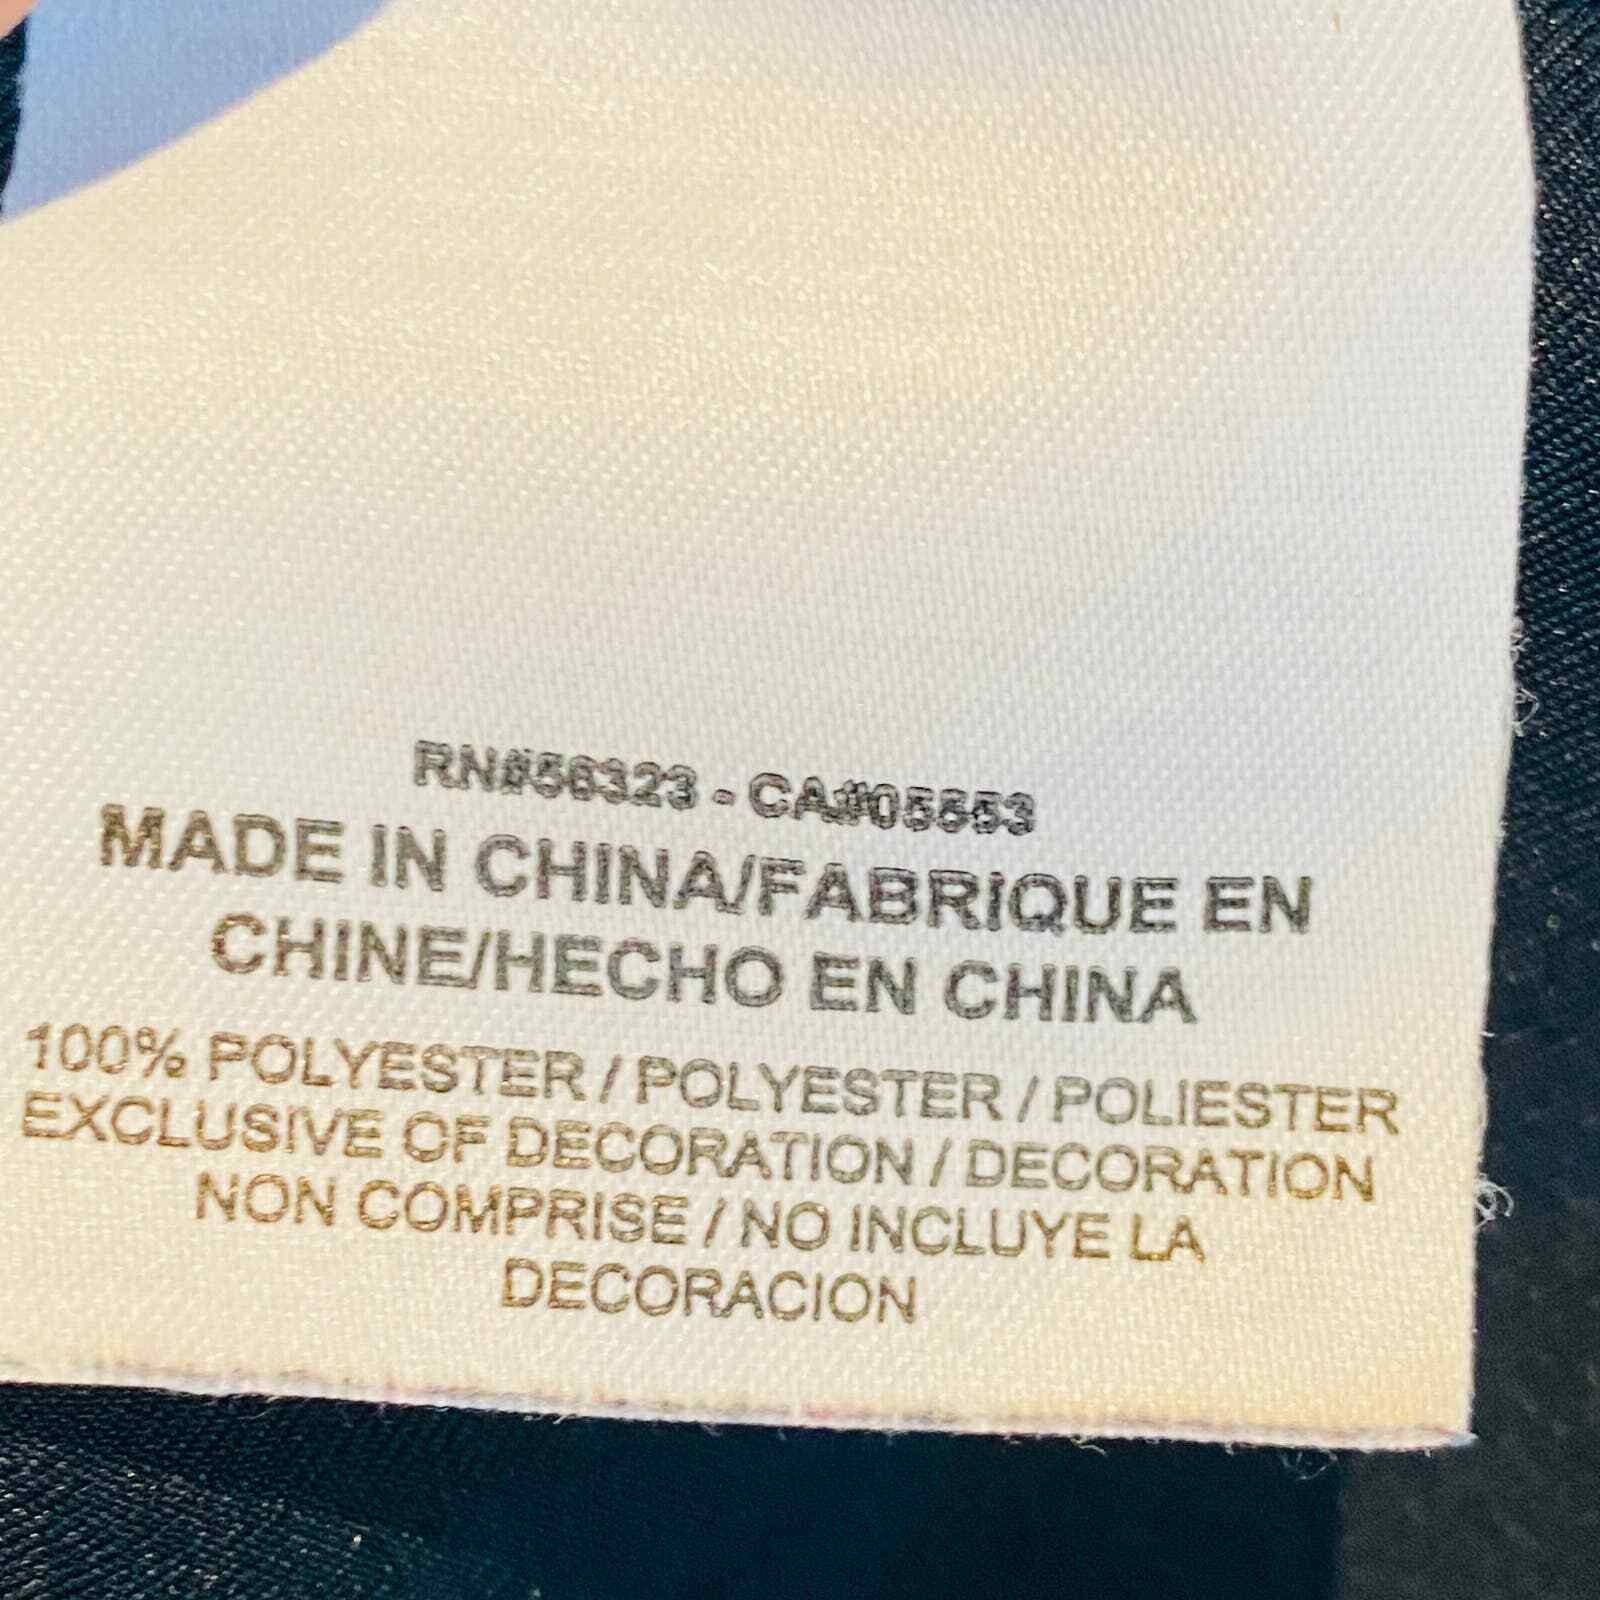 RN#56323 - CA#05553
MADE IN CHINA/FABRIQUE EN
CHINE/HECHO EN CHINA
100% POLYESTER / POLYESTER / POLIESTER
EXCLUSIVE OF DECORATION / DECORATION
NON COMPRISE / NO INCLUYE LA
DECORACION